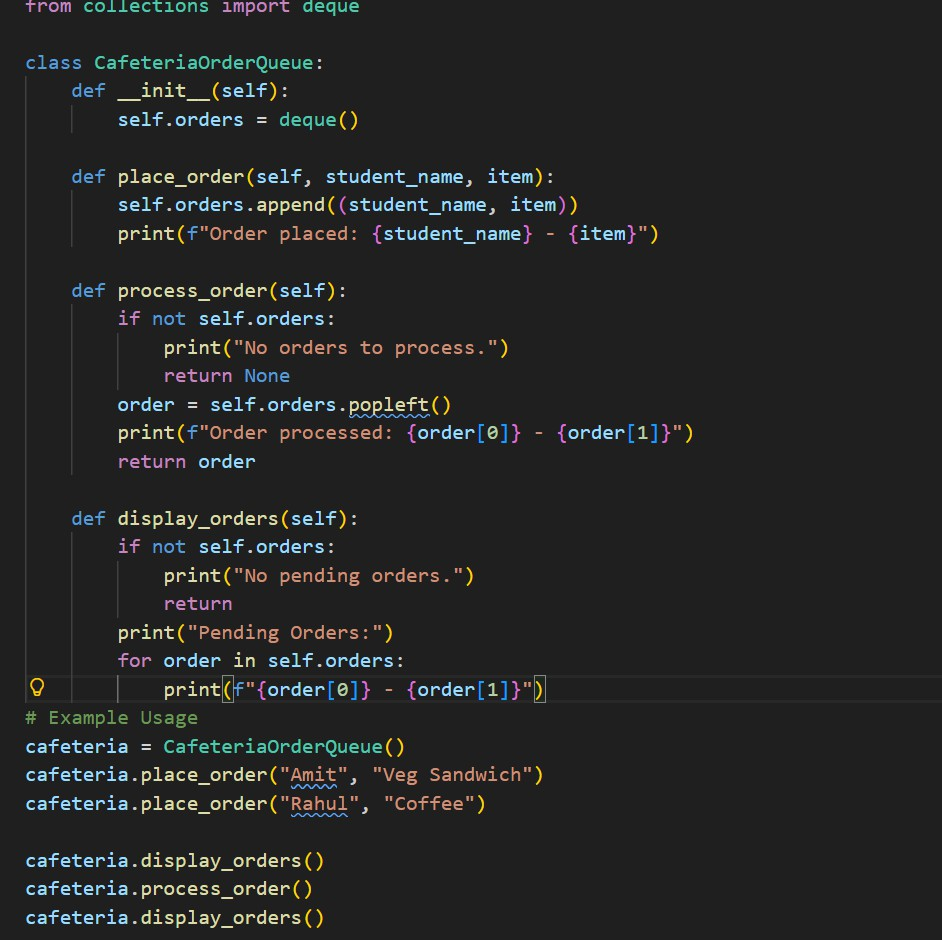 from collections import deque
class CafeteriaOrderQueue:
    def __init__(self):
        self.orders = deque()
    def place_order(self, student_name, item):
        self.orders.append((student_name, item))
        print(f"Order placed: {student_name} - {item}")
    def process_order(self):
        if not self.orders:
            print("No orders to process.")
            return None
        order = self.orders.popleft()
        print(f"Order processed: {order[0]} - {order[1]}")
        return order
    def display_orders(self):
        if not self.orders:
            print("No pending orders.")
            return
        print("Pending Orders:")
        for order in self.orders:
            print(f"{order[0]} - {order[1]}")
# Example Usage
cafeteria = CafeteriaOrderQueue()
cafeteria.place_order("Amit", "Veg Sandwich")
cafeteria.place_order("Rahul", "Coffee")
cafeteria.display_orders()
cafeteria.process_order()
cafeteria.display_orders()